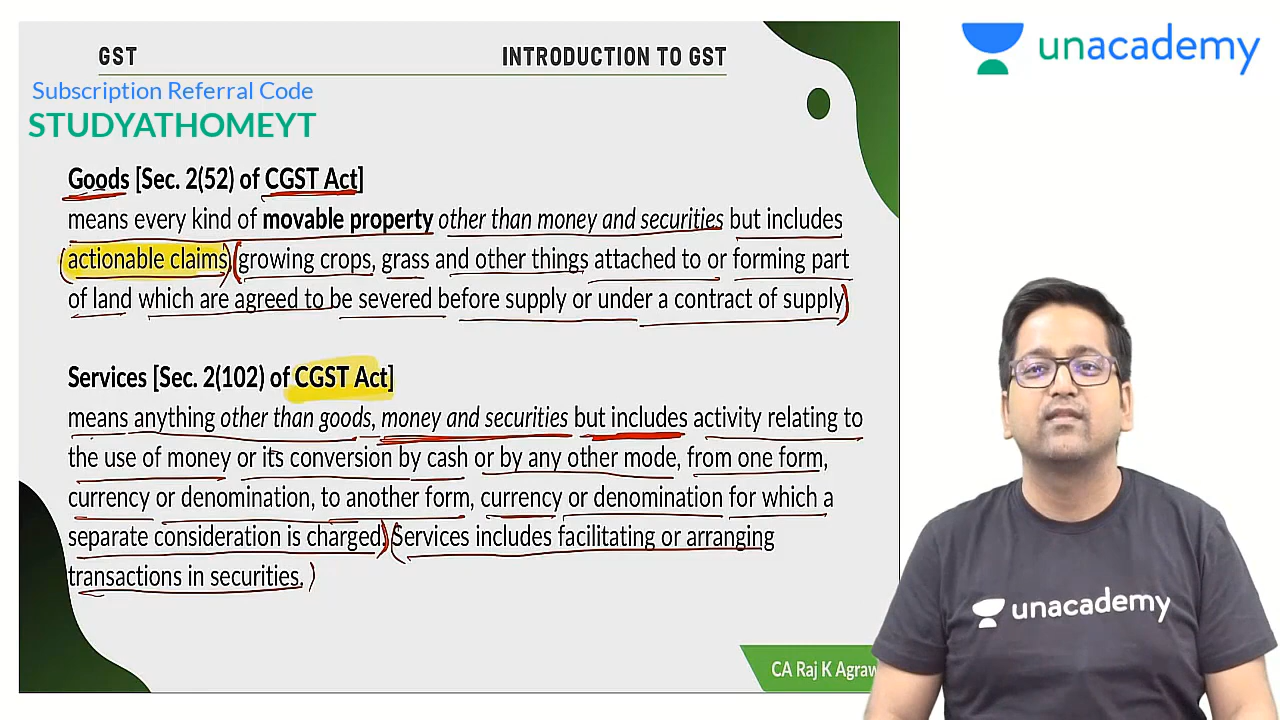 GST
INTRODUCTION TO GST
unacademy
Subscription Referral Code
STUDYATHOMEYT
Goods [Sec. 2(52) of CGST Act]
means every kind of movable property other than money and securities but includes
actionable claims, growing crops, grass and other things attached to or forming part
of land which are agreed to be severed before supply or under a contract of supply
Services [Sec. 2(102) of CGST Act]
means anything other than goods, money and securities but includes activity relating to
the use of money or its conversion by cash or by any other mode, from one form,
currency or denomination, to another form, currency or denomination for which a
separate consideration is charged. Services includes facilitating or arranging
transactions in securities.
CA Raj K Agraw
unacademy